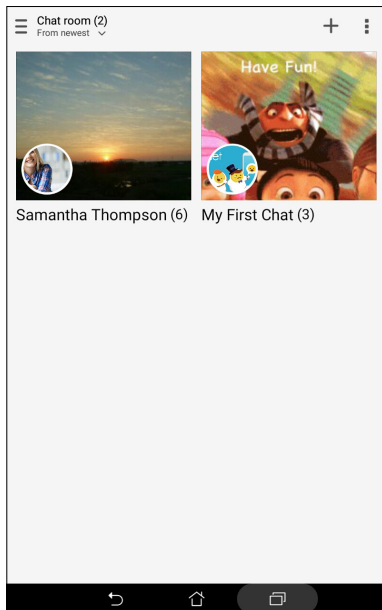 Chat room (2)
From newest
Have Fun!
Samantha Thompson (6)
My First Chat (3)